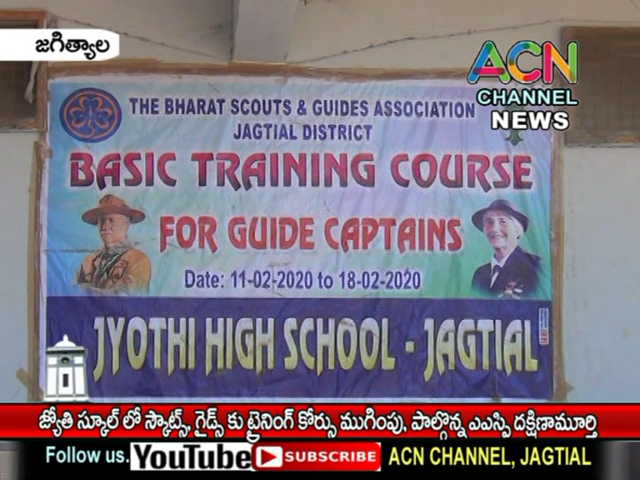 జగిత్యాల
ACN
CHANNEL
NEWS
THE BHARAT SCOUTS & GUIDES ASSOCIATION
JAGTIAL DISTRICT
BASIC TRAINING COURSE
FOR GUIDE CAPTAINS
Date: 11-02-2020 to 18-02-2020
JYOTHI HIGH SCHOOL - JAGTIAL
జ్యోతి స్కూల్ లో స్కౌట్స్, గైడ్స్ కు ట్రైనింగ్ కోర్సు ముగింపు, పాల్గొన్న ఎఎస్పి దక్షిణామూర్తి
Follow us. YouTube SUBSCRIBE ACN CHANNEL, JAGTIAL